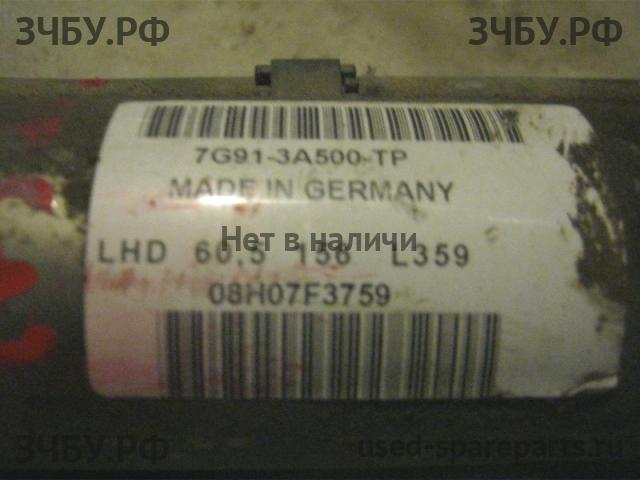 ЗЧБУ.РФ ЗЧБУ.РФ
7G91-3A500-TP
MADE IN GERMANY
Нет в наличи
LHD 60,5 156 L359
08H07F3759
ЗЧБУ.РФ used-spareparts.ru